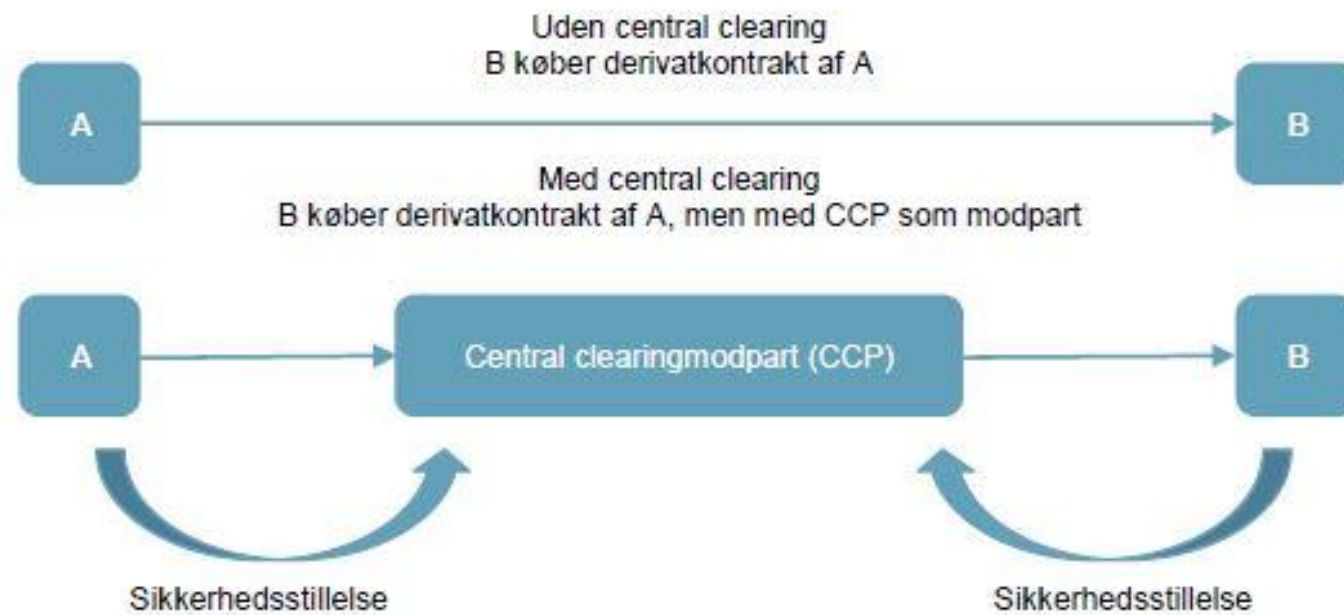 Uden central clearing
B køber derivatkontrakt af A
A
B
Med central clearing
B køber derivatkontrakt af A, men med CCP som modpart
A
Central clearingmodpart (CCP)
B
Sikkerhedsstillelse
Sikkerhedsstillelse